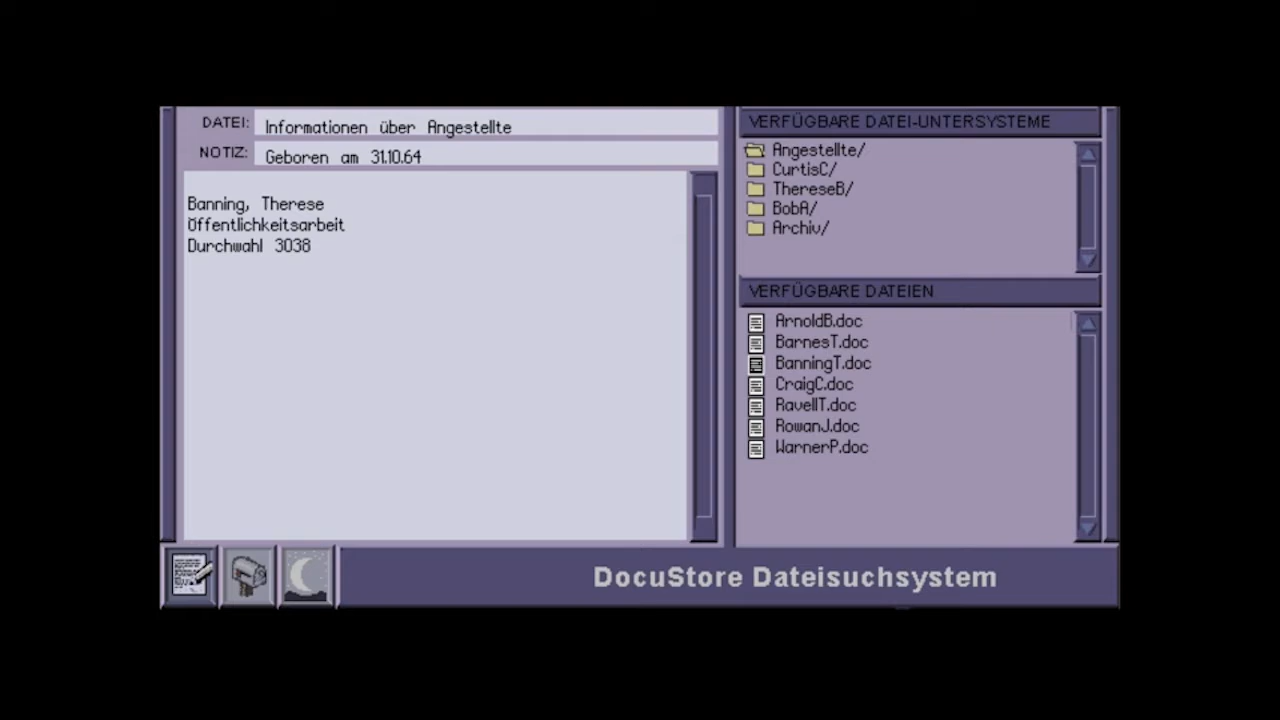 DATEI: Informationen über Angestellte
NOTIZ: Geboren am 31.10.64
Banning, Therese
Öffentlichkeitsarbeit
Durchwahl 3038
VERFÜGBARE DATEI-UNTERSYSTEME
Angestellte/
CurtisC/
ThereseB/
BobA/
Archiv/
VERFÜGBARE DATEIEN
ArnoldB.doc
BarnesT.doc
BanningT.doc
CraigC.doc
RavellT.doc
RowanJ.doc
WarnerP.doc
DocuStore Dateisuchsystem